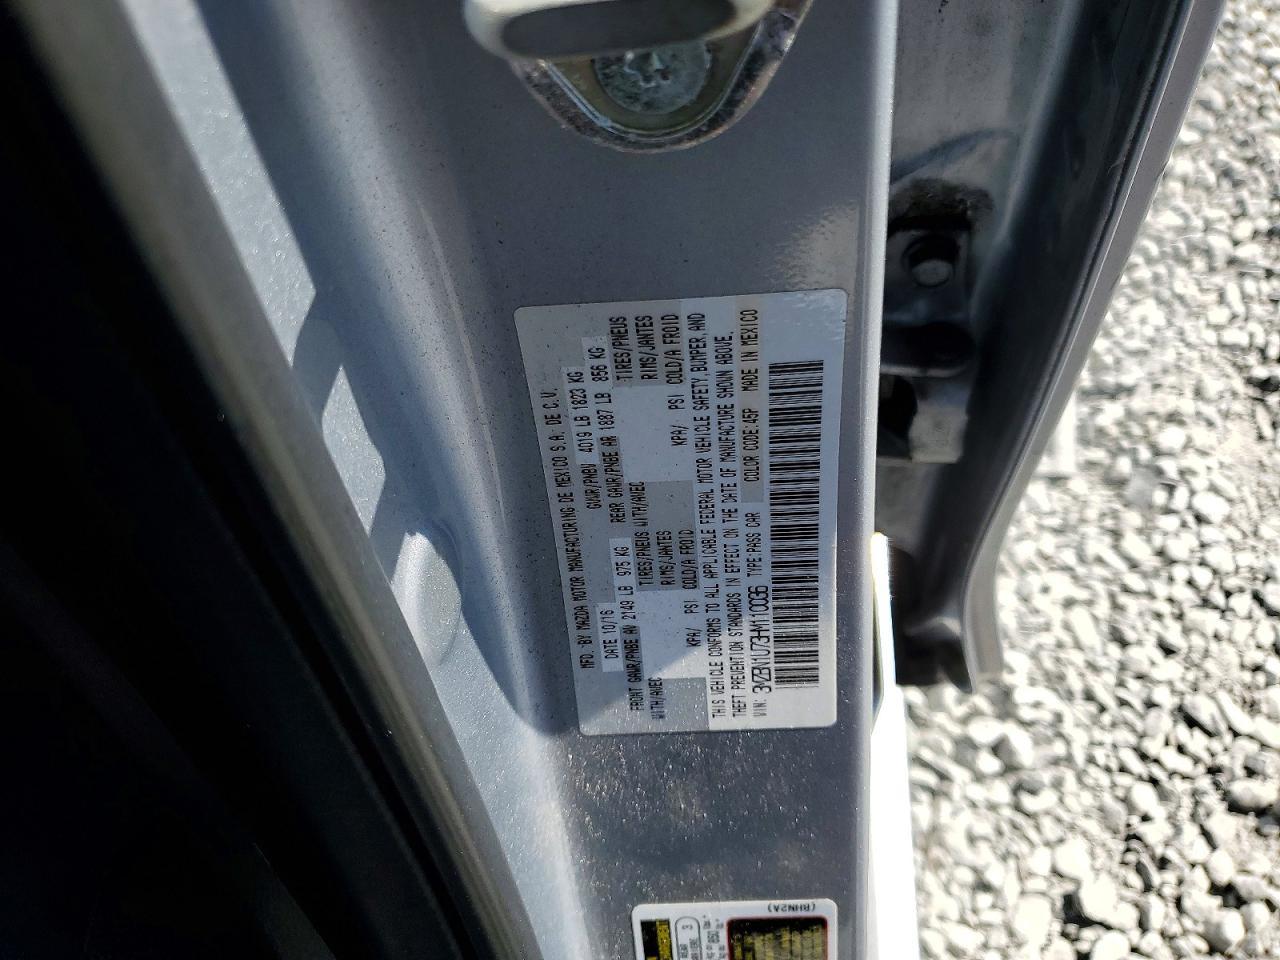 MFD. BY MAZDA MOTOR MANUFACTURING DE MEXICO S.A. DE C.V.
DATE 10/16 GVWR/PNBV 4019 LB 1823 KG
FRONT GAWR/PNBE AV 2149 LB 975 KG REAR GAWR/PNBE AR 1887 LB 856 KG
WITH/AVEC TIRES/PNEUS WITH/AVEC TIRES/PNEUS
RIMS/JANTES RIMS/JANTES
KPA/ PSI COLD/A FROID KPA/ PSI COLD/A FROID
THIS VEHICLE CONFORMS TO ALL APPLICABLE FEDERAL MOTOR VEHICLE SAFETY, BUMPER, AND
THEFT PREVENTION STANDARDS IN EFFECT ON THE DATE OF MANUFACTURE SHOWN ABOVE.
VIN: TYPE:PASS CAR COLOR CODE:45P MADE IN MEXICO
(BHN2A)
REAR
3